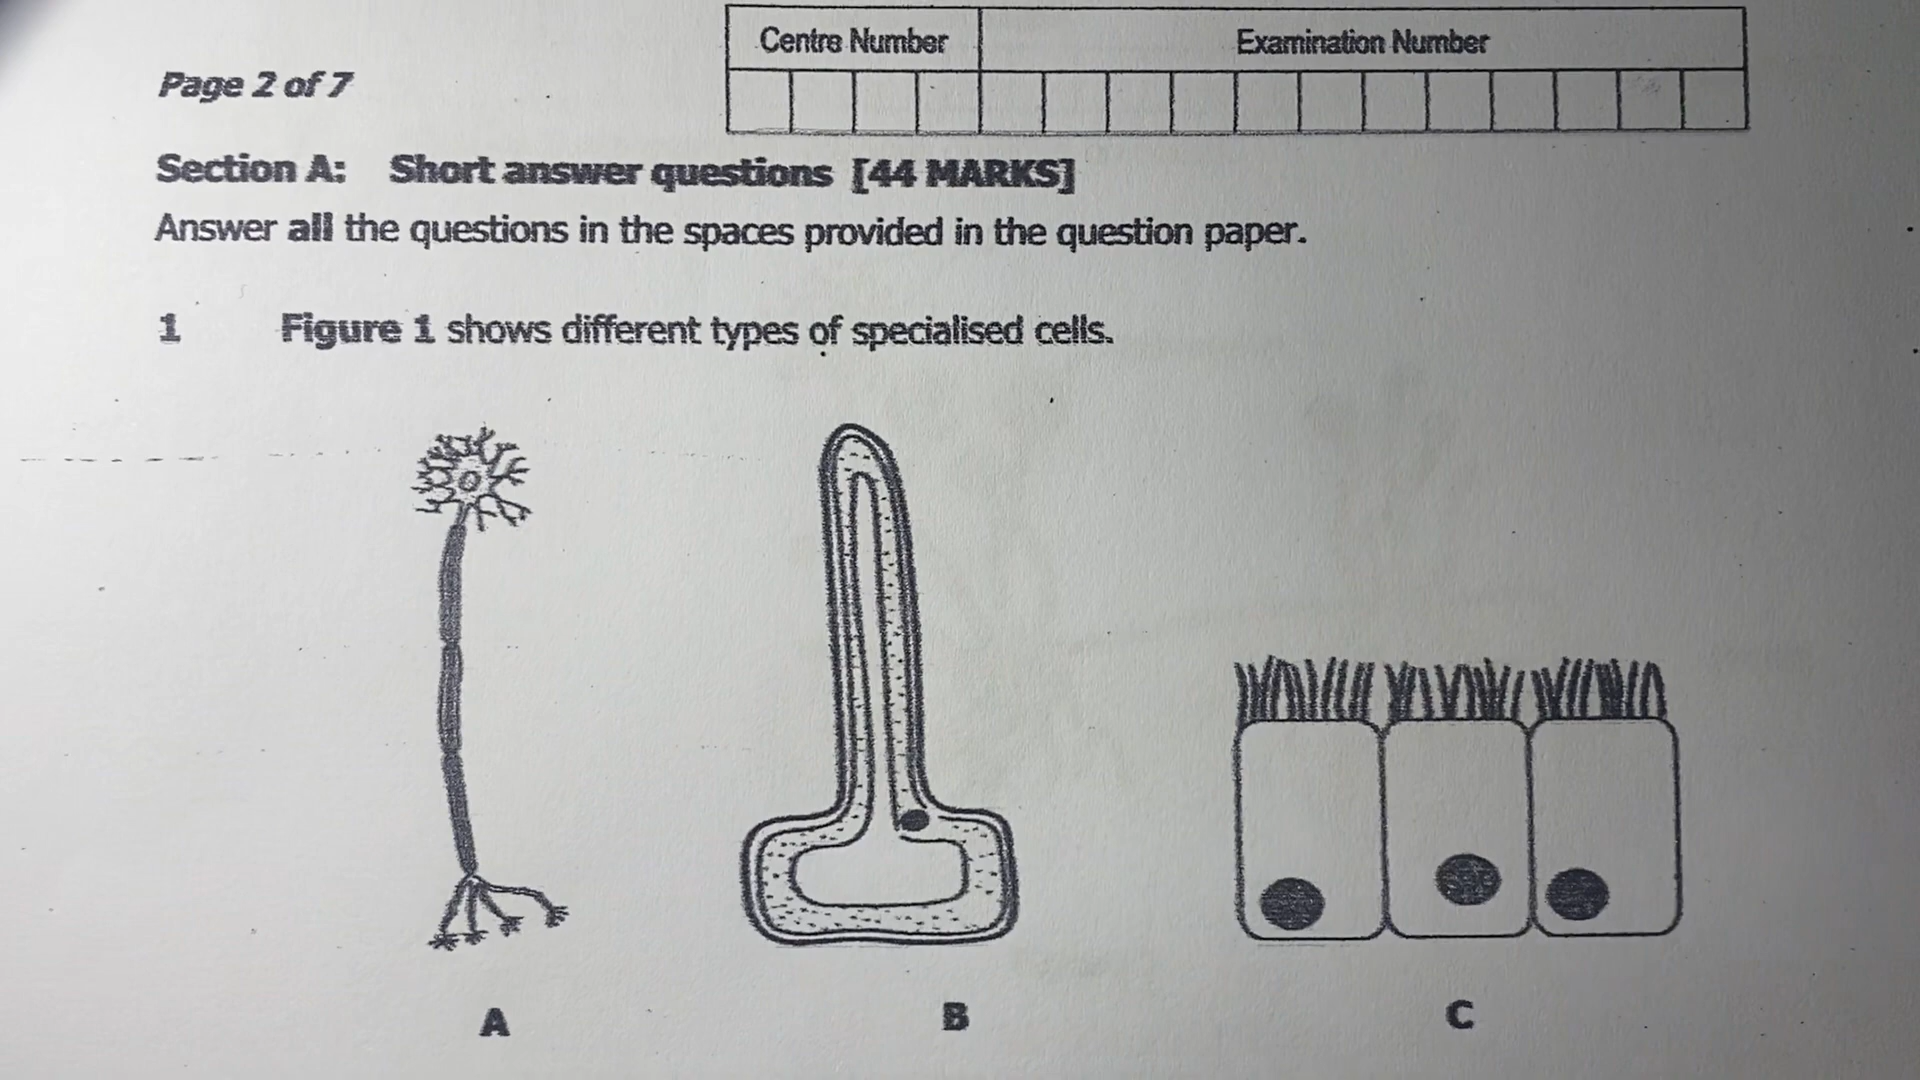 Centre Number Examination Number
Page 2 of 7
Section A: Short answer questions [44 MARKS]
Answer all the questions in the spaces provided in the question paper.
1 Figure 1 shows different types of specialised cells.
A B C